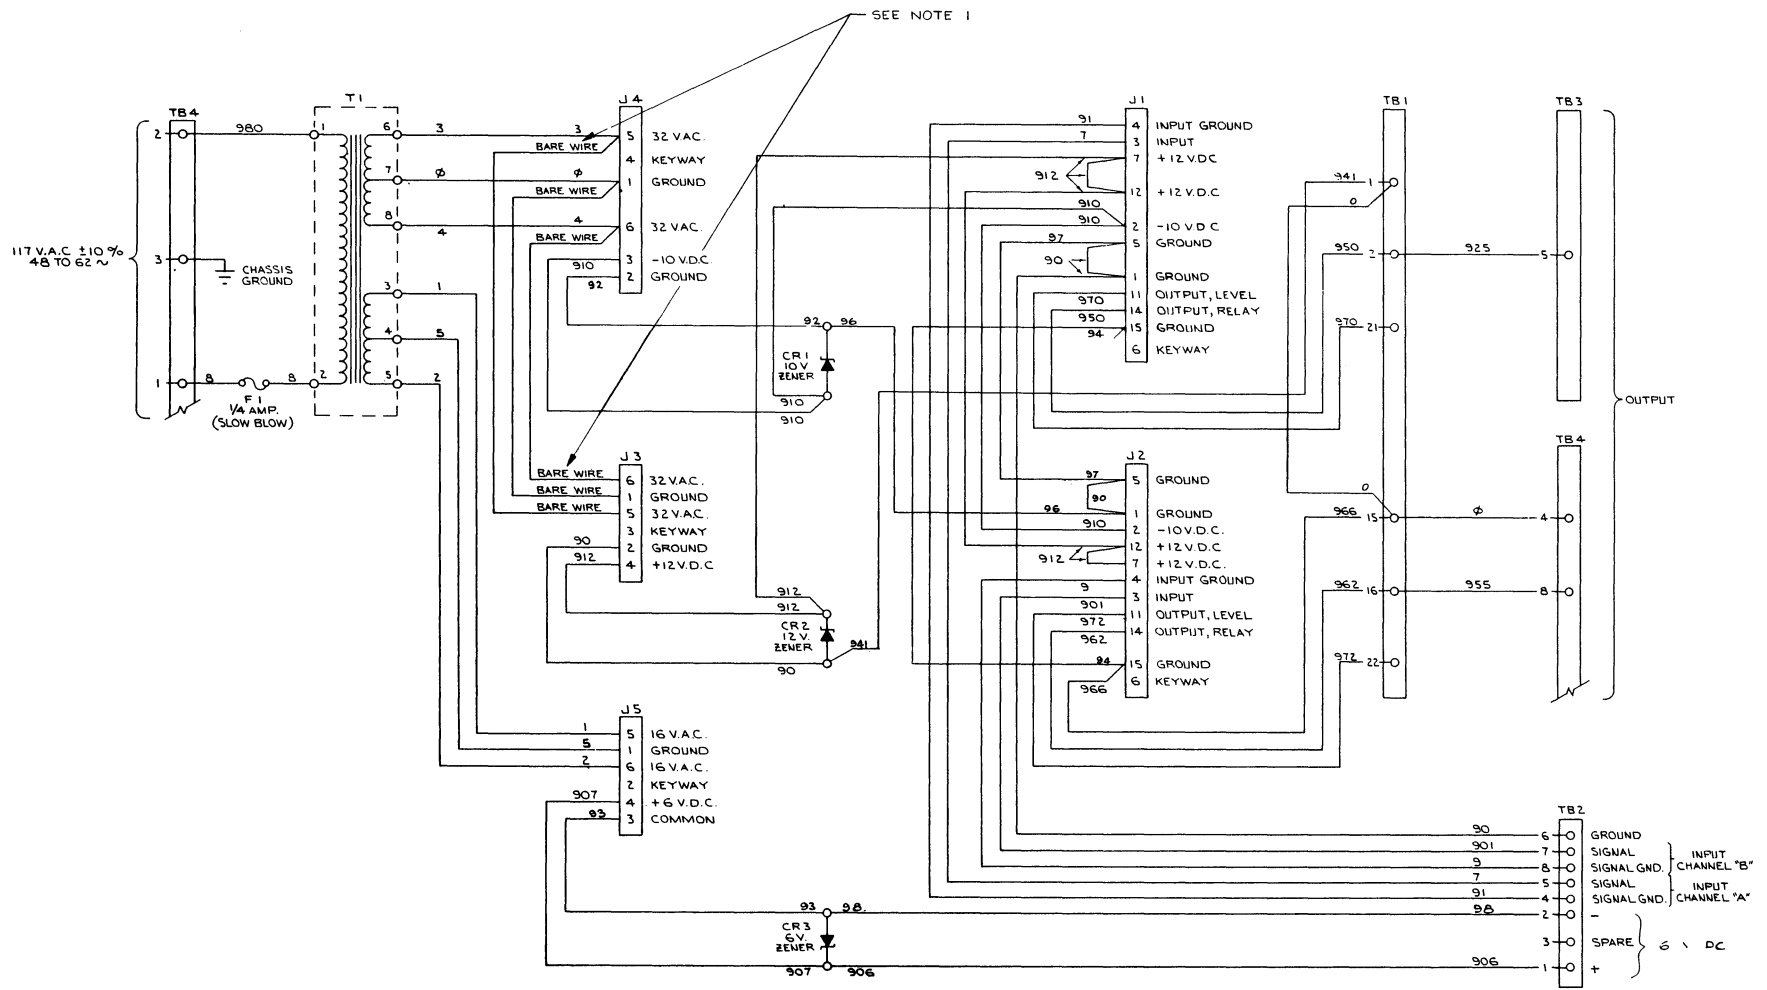 SEE NOTE 1
TB4
2
3
1
117 V.A.C ±10%
48 TO 62 ~
CHASSIS
GROUND
980
8
8
F1
1/4 AMP.
(SLOW BLOW)
T1
1
2
6
7
8
3
4
5
3
3
Ø
Ø
4
4
1
5
2
J4
BARE WIRE
BARE WIRE
BARE WIRE
910
92
5 32 V.AC.
4 KEYWAY
1 GROUND
6 32 VAC.
3 -10 V.D.C.
2 GROUND
92 96
CR1
10V
ZENER
910
910
J3
BARE WIRE
BARE WIRE
BARE WIRE
90
912
6 32 V.A.C.
1 GROUND
5 32 V.A.C.
3 KEYWAY
2 GROUND
4 +12V.D.C
912
912
CR2
12 V.
ZENER
941
90
J5
1
5
2
907
93
5 16 V.A.C.
1 GROUND
6 16 V.A.C.
2 KEYWAY
4 +6 V.D.C.
3 COMMON
93 98.
CR3
6V.
ZENER
907 906
J1
91
7
912
910
910
97
90
970
950
94
4 INPUT GROUND
3 INPUT
7 +12 V.DC
12 +12 V.D.C
2 -10 V.D C
5 GROUND
1 GROUND
11 OUTPUT, LEVEL
14 OUTPUT, RELAY
15 GROUND
6 KEYWAY
J2
97
90
96
910
912
9
901
972
962
94
966
5 GROUND
1 GROUND
2 -10 V.D.C.
12 +12 V.D.C
7 +12 V.D.C.
4 INPUT GROUND
3 INPUT
11 OUTPUT, LEVEL
14 OUTPUT, RELAY
15 GROUND
6 KEYWAY
TB1
941 1
0
950 2
970 21
0
966 15
962 16
972 22
TB3
925 5
TB4
Ø 4
955 8
OUTPUT
TB2
90 6 GROUND
901 7 SIGNAL
9 8 SIGNAL GND.
INPUT
CHANNEL "B"
7 5 SIGNAL
91 4 SIGNAL GND.
INPUT
CHANNEL "A"
98 2 -
3 SPARE
906 1 +
DC